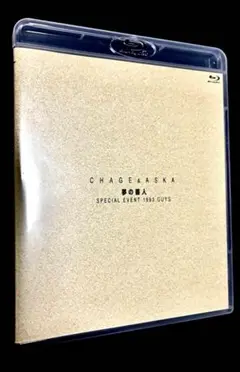 CHAGE&ASKA
夢の番人
SPECIAL EVENT 1993 GUYS